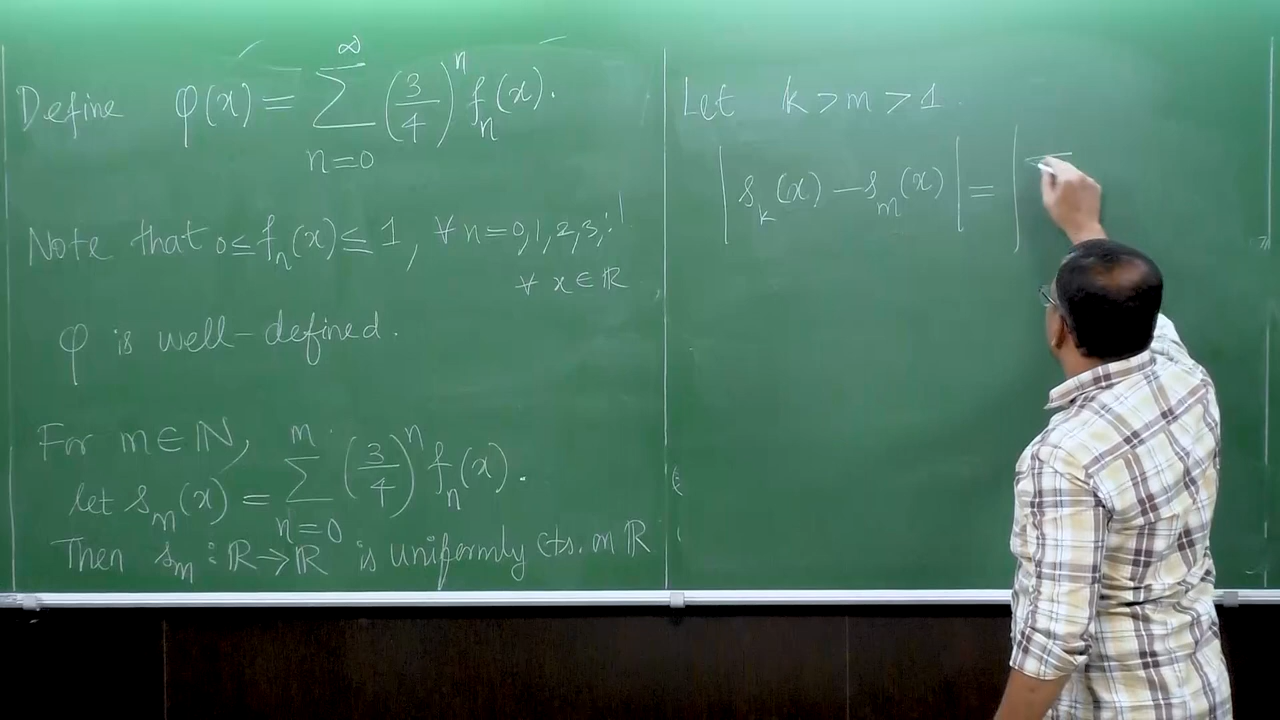 Define φ(x) = ∑_{n=0}^{∞} (3/4)^n f_n(x).
Note that 0 ≤ f_n(x) ≤ 1, ∀ n = 0,1,2,3,...
∀ x ∈ ℝ
φ is well-defined.
For m ∈ ℕ,
let s_m(x) = ∑_{n=0}^{m} (3/4)^n f_n(x).
Then s_m : ℝ → ℝ is uniformly cts. on ℝ
Let k > m > 1.
| s_k(x) − s_m(x) | = |